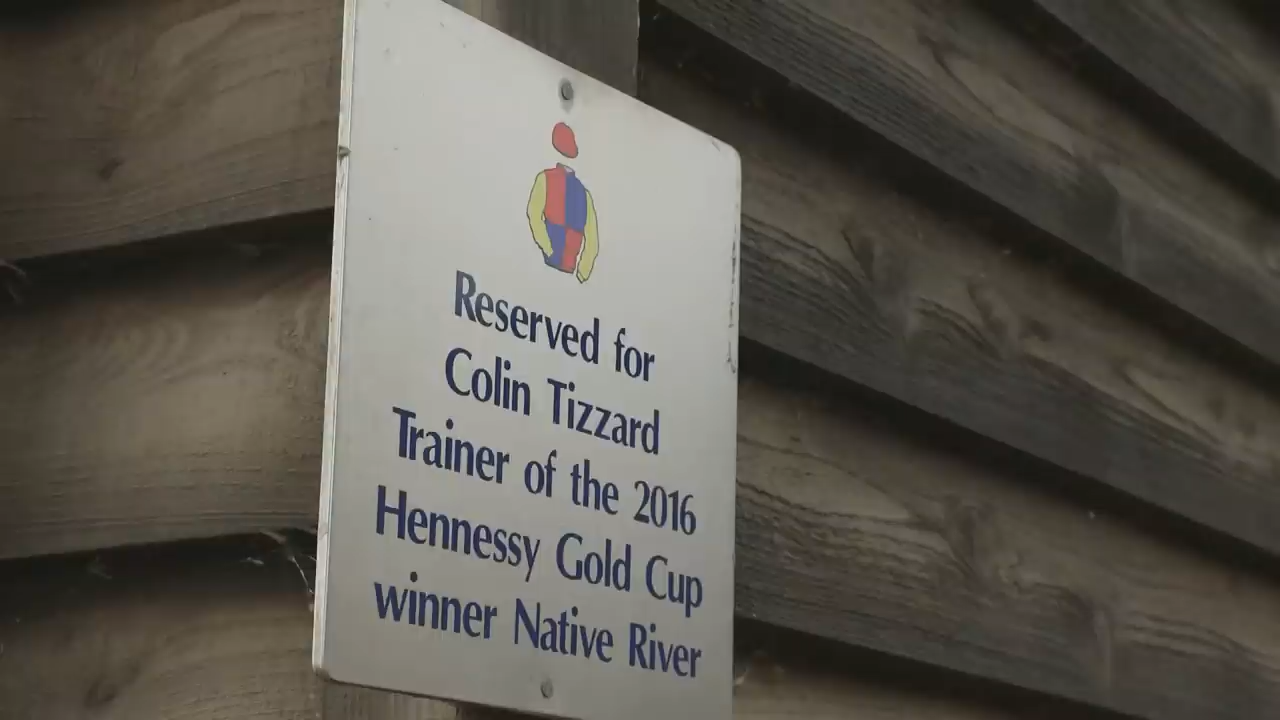 Reserved for
Colin Tizzard
Trainer of the 2016
Hennessy Gold Cup
winner Native River